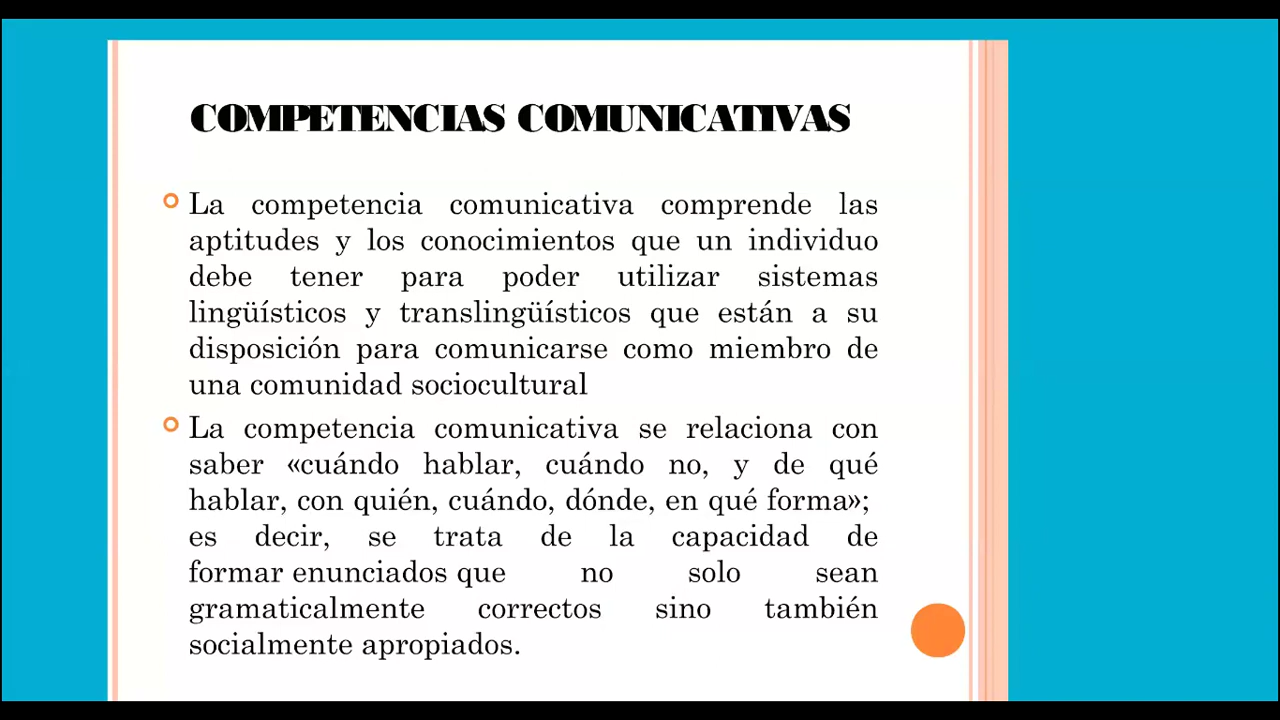 COMPETENCIAS COMUNICATIVAS
La competencia comunicativa comprende las
aptitudes y los conocimientos que un individuo
debe tener para poder utilizar sistemas
lingüísticos y translingüísticos que están a su
disposición para comunicarse como miembro de
una comunidad sociocultural
La competencia comunicativa se relaciona con
saber «cuándo hablar, cuándo no, y de qué
hablar, con quién, cuándo, dónde, en qué forma»;
es decir, se trata de la capacidad de
formar enunciados que no solo sean
gramaticalmente correctos sino también
socialmente apropiados.